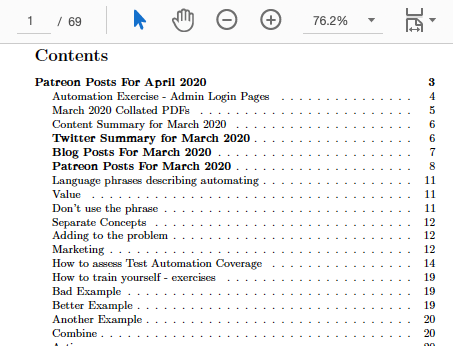 1 / 69 76.2%
Contents
Patreon Posts For April 2020 3
Automation Exercise - Admin Login Pages . . . . . . . . . . . . . 4
March 2020 Collated PDFs . . . . . . . . . . . . . . . . . . . . . . 5
Content Summary for March 2020 . . . . . . . . . . . . . . . . . . 6
Twitter Summary for March 2020 . . . . . . . . . . . . . . . . 6
Blog Posts For March 2020 . . . . . . . . . . . . . . . . . . . . 7
Patreon Posts For March 2020 . . . . . . . . . . . . . . . . . . 8
Language phrases describing automating . . . . . . . . . . . . . . . 11
Value . . . . . . . . . . . . . . . . . . . . . . . . . . . . . . . 11
Don't use the phrase . . . . . . . . . . . . . . . . . . . . . . . . 11
Separate Concepts . . . . . . . . . . . . . . . . . . . . . . . . . 12
Adding to the problem . . . . . . . . . . . . . . . . . . . . . . . 12
Marketing . . . . . . . . . . . . . . . . . . . . . . . . . . . . . 12
How to assess Test Automation Coverage . . . . . . . . . . . . . . 14
How to train yourself - exercises . . . . . . . . . . . . . . . . . . 19
Bad Example . . . . . . . . . . . . . . . . . . . . . . . . . . . . 19
Better Example . . . . . . . . . . . . . . . . . . . . . . . . . . . 19
Another Example . . . . . . . . . . . . . . . . . . . . . . . . . . 20
Combine . . . . . . . . . . . . . . . . . . . . . . . . . . . . . . 20